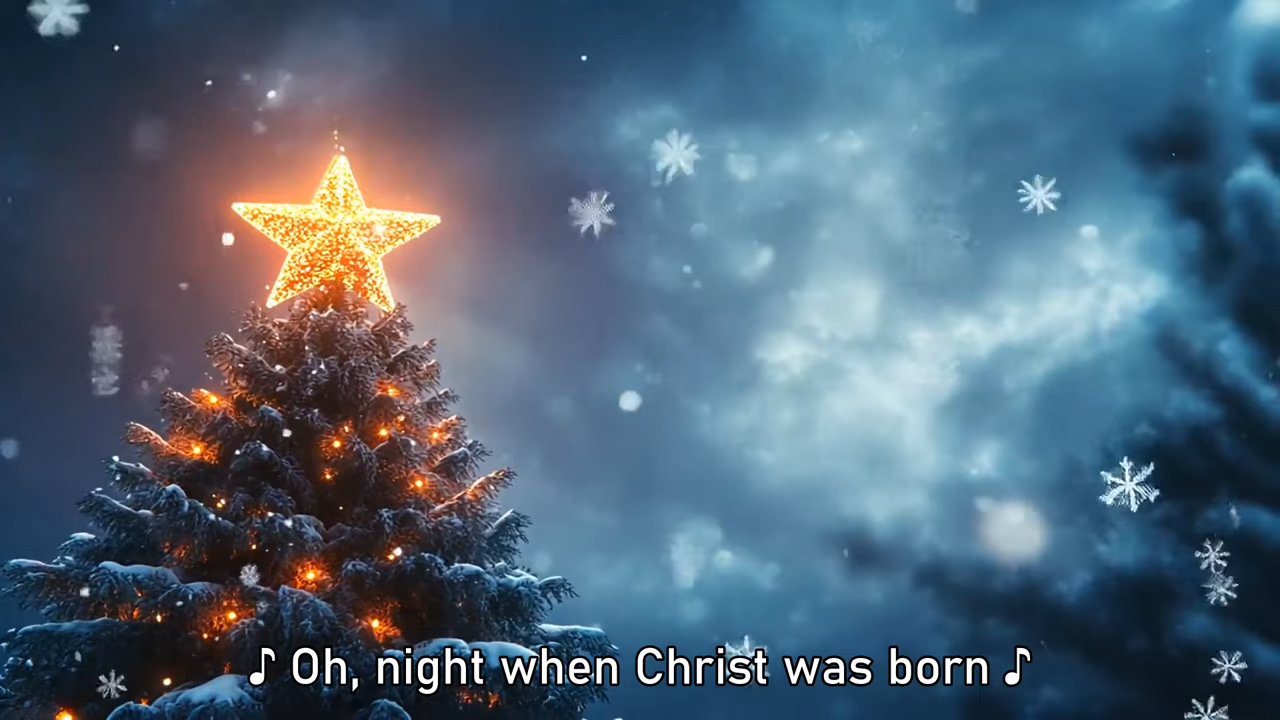 ♪ Oh, night when Christ was born ♪